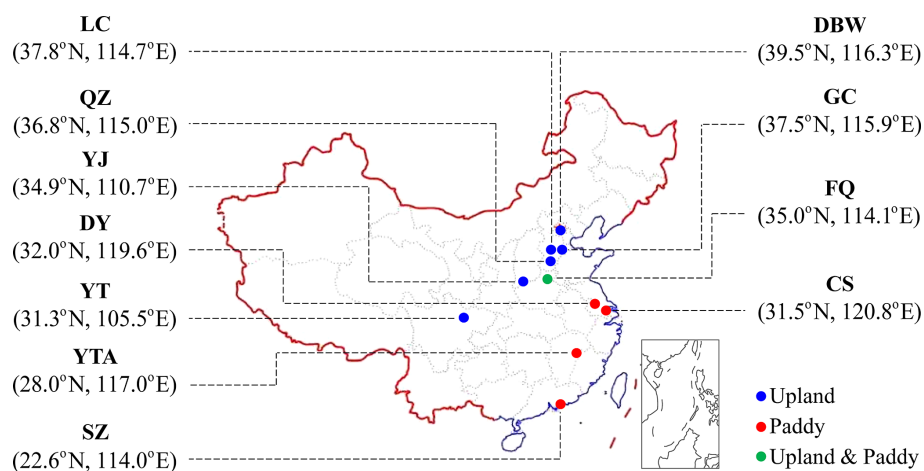 LC
(37.8°N, 114.7°E)
QZ
(36.8°N, 115.0°E)
YJ
(34.9°N, 110.7°E)
DY
(32.0°N, 119.6°E)
YT
(31.3°N, 105.5°E)
YTA
(28.0°N, 117.0°E)
SZ
(22.6°N, 114.0°E)
DBW
(39.5°N, 116.3°E)
GC
(37.5°N, 115.9°E)
FQ
(35.0°N, 114.1°E)
CS
(31.5°N, 120.8°E)
Upland
Paddy
Upland & Paddy